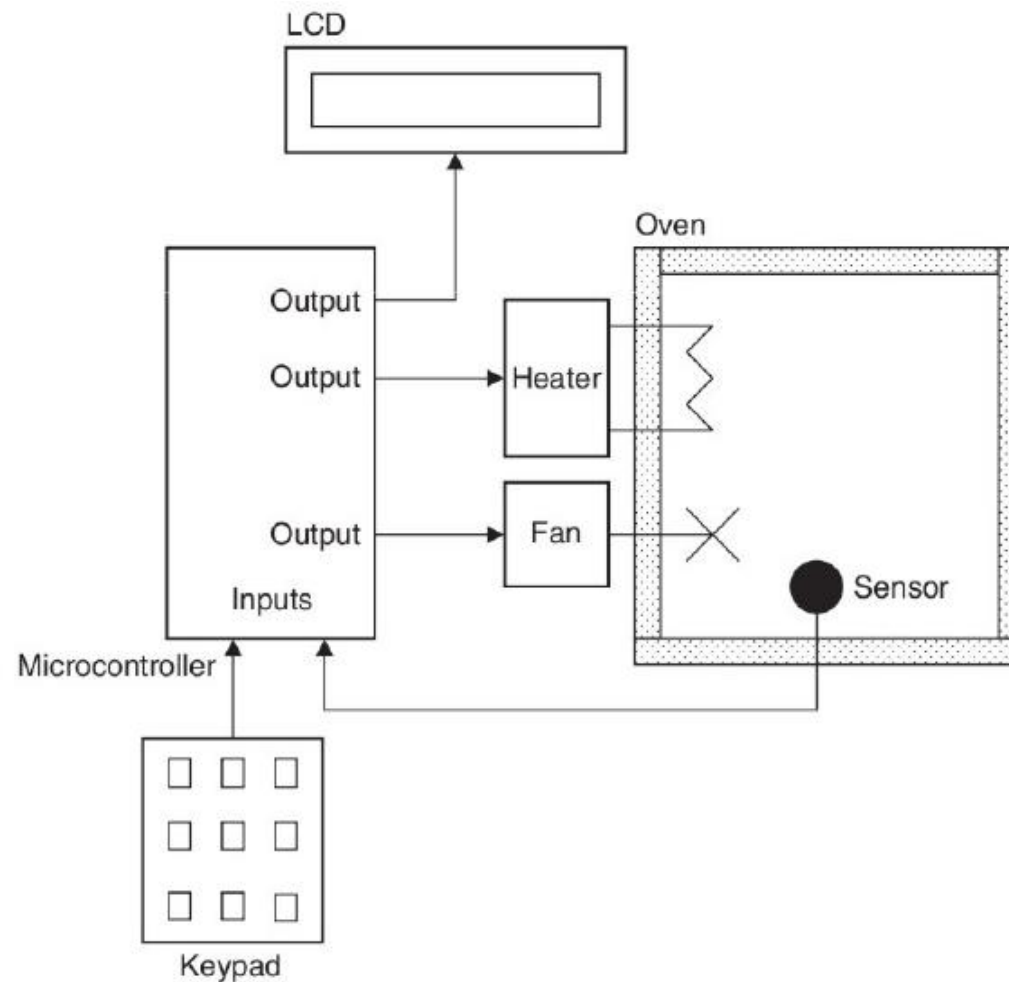 LCD
Oven
Output
Output
Heater
Output
Fan
Sensor
Inputs
Microcontroller
Keypad